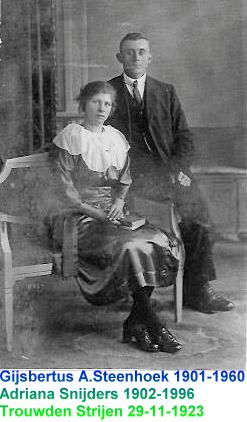 Gijsbertus A.Steenhoek 1901-1960
Adriana Snijders 1902-1996
Trouwden Strijen 29-11-1923